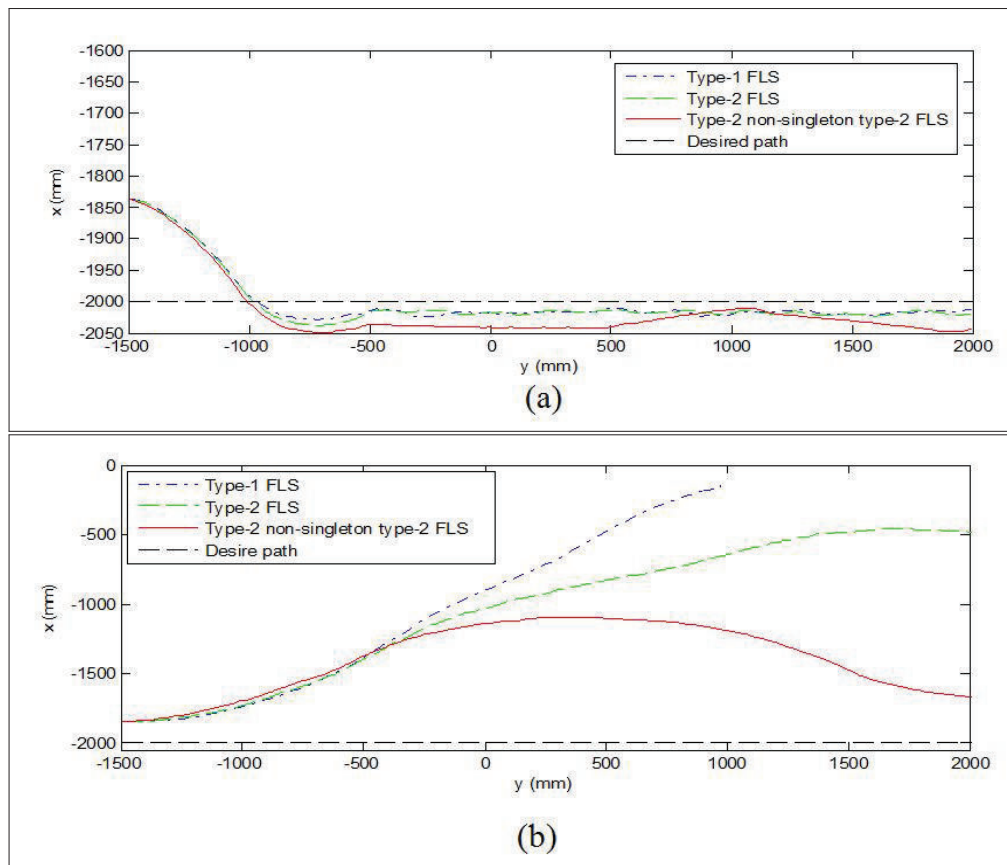 -1600
-1650
-1700
-1750
-1800
-1850
-1900
-1950
-2000
-2050
x (mm)
Type-1 FLS
Type-2 FLS
Type-2 non-singleton type-2 FLS
Desired path
-1500 -1000 -500 0 500 1000 1500 2000
y (mm)
(a)
0
-500
-1000
-1500
-2000
x (mm)
Type-1 FLS
Type-2 FLS
Type-2 non-singleton type-2 FLS
Desire path
-1500 -1000 -500 0 500 1000 1500 2000
y (mm)
(b)